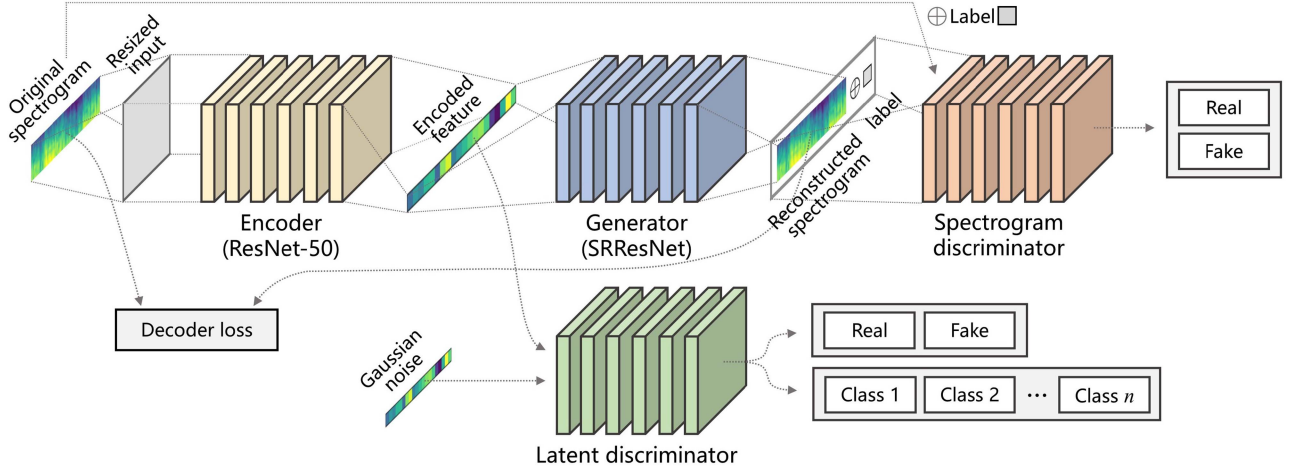 ⊕ Label
Original
spectrogram
Resized
input
Encoded
feature
Reconstructed
spectrogram
⊕
label
Real
Fake
Encoder
(ResNet-50)
Generator
(SRResNet)
Spectrogram
discriminator
Decoder loss
Gaussian
noise
Real Fake
Class 1 Class 2 ··· Class n
Latent discriminator